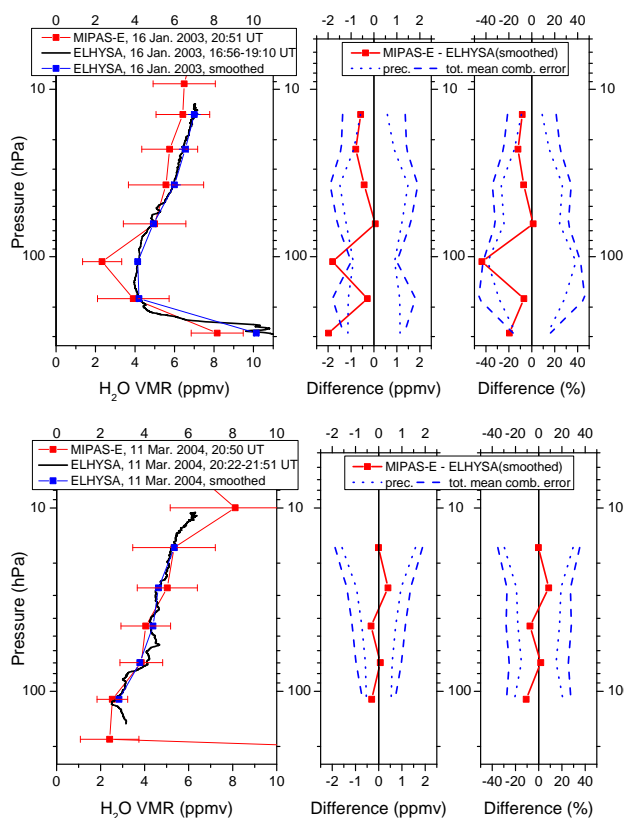 0 2 4 6 8 10
-2 -1 0 1 2
-40 -20 0 20 40
MIPAS-E, 16 Jan. 2003, 20:51 UT
ELHYSA, 16 Jan. 2003, 16:56-19:10 UT
ELHYSA, 16 Jan. 2003, smoothed
MIPAS-E - ELHYSA(smoothed)
prec. tot. mean comb. error
10 10
Pressure (hPa)
100 100
0 2 4 6 8 10
-2 -1 0 1 2
-40 -20 0 20 40
H2O VMR (ppmv)
Difference (ppmv)
Difference (%)
0 2 4 6 8 10
-2 -1 0 1 2
-40 -20 0 20 40
MIPAS-E, 11 Mar. 2004, 20:50 UT
ELHYSA, 11 Mar. 2004, 20:22-21:51 UT
ELHYSA, 11 Mar. 2004, smoothed
MIPAS-E - ELHYSA(smoothed)
prec. tot. mean comb. error
10 10 10
Pressure (hPa)
100 100 100
0 2 4 6 8 10
-2 -1 0 1 2
-40 -20 0 20 40
H2O VMR (ppmv)
Difference (ppmv)
Difference (%)